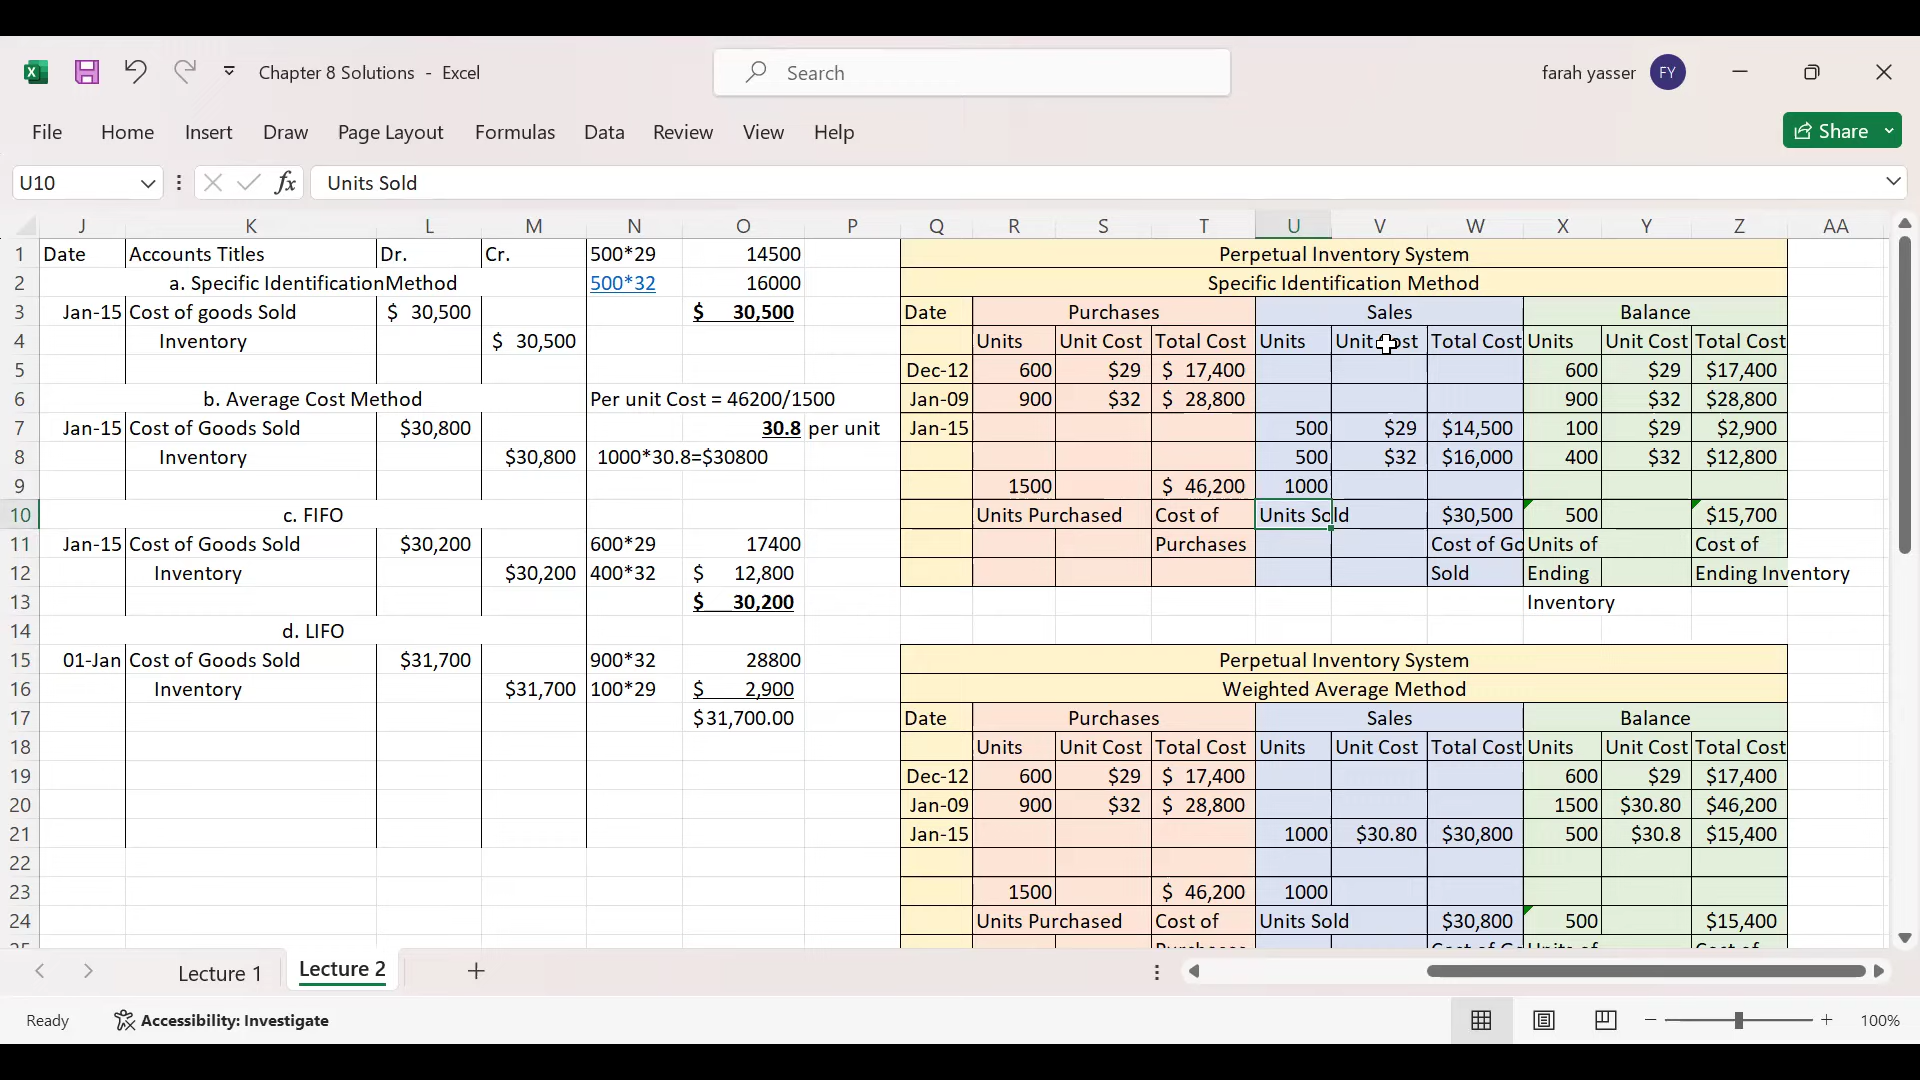 Chapter 8 Solutions - Excel
Search
farah yasser FY
File Home Insert Draw Page Layout Formulas Data Review View Help
Share
U10 fx Units Sold
J K L M N O P Q R S T U V W X Y Z AA
1 Date Accounts Titles Dr. Cr. 500*29 14500 Perpetual Inventory System
2 a. Specific Identification Method 500*32 16000 Specific Identification Method
3 Jan-15 Cost of goods Sold $ 30,500 $ 30,500 Date Purchases Sales Balance
4 Inventory $ 30,500 Units Unit Cost Total Cost Units Unit Cost Total Cost Units Unit Cost Total Cost
5 Dec-12 600 $29 $ 17,400 600 $29 $17,400
6 b. Average Cost Method Per unit Cost = 46200/1500 Jan-09 900 $32 $ 28,800 900 $32 $28,800
7 Jan-15 Cost of Goods Sold $30,800 30.8 per unit Jan-15 500 $29 $14,500 100 $29 $2,900
8 Inventory $30,800 1000*30.8=$30800 500 $32 $16,000 400 $32 $12,800
9 1500 $ 46,200 1000
10 c. FIFO Units Purchased Cost of Units Sold $30,500 500 $15,700
11 Jan-15 Cost of Goods Sold $30,200 600*29 17400 Purchases Cost of Go Units of Cost of
12 Inventory $30,200 400*32 $ 12,800 Sold Ending Ending Inventory
13 $ 30,200 Inventory
14 d. LIFO
15 01-Jan Cost of Goods Sold $31,700 900*32 28800 Perpetual Inventory System
16 Inventory $31,700 100*29 $ 2,900 Weighted Average Method
17 $31,700.00 Date Purchases Sales Balance
18 Units Unit Cost Total Cost Units Unit Cost Total Cost Units Unit Cost Total Cost
19 Dec-12 600 $29 $ 17,400 600 $29 $17,400
20 Jan-09 900 $32 $ 28,800 1500 $30.80 $46,200
21 Jan-15 1000 $30.80 $30,800 500 $30.8 $15,400
22
23 1500 $ 46,200 1000
24 Units Purchased Cost of Units Sold $30,800 500 $15,400
Lecture 1 Lecture 2
Ready Accessibility: Investigate 100%